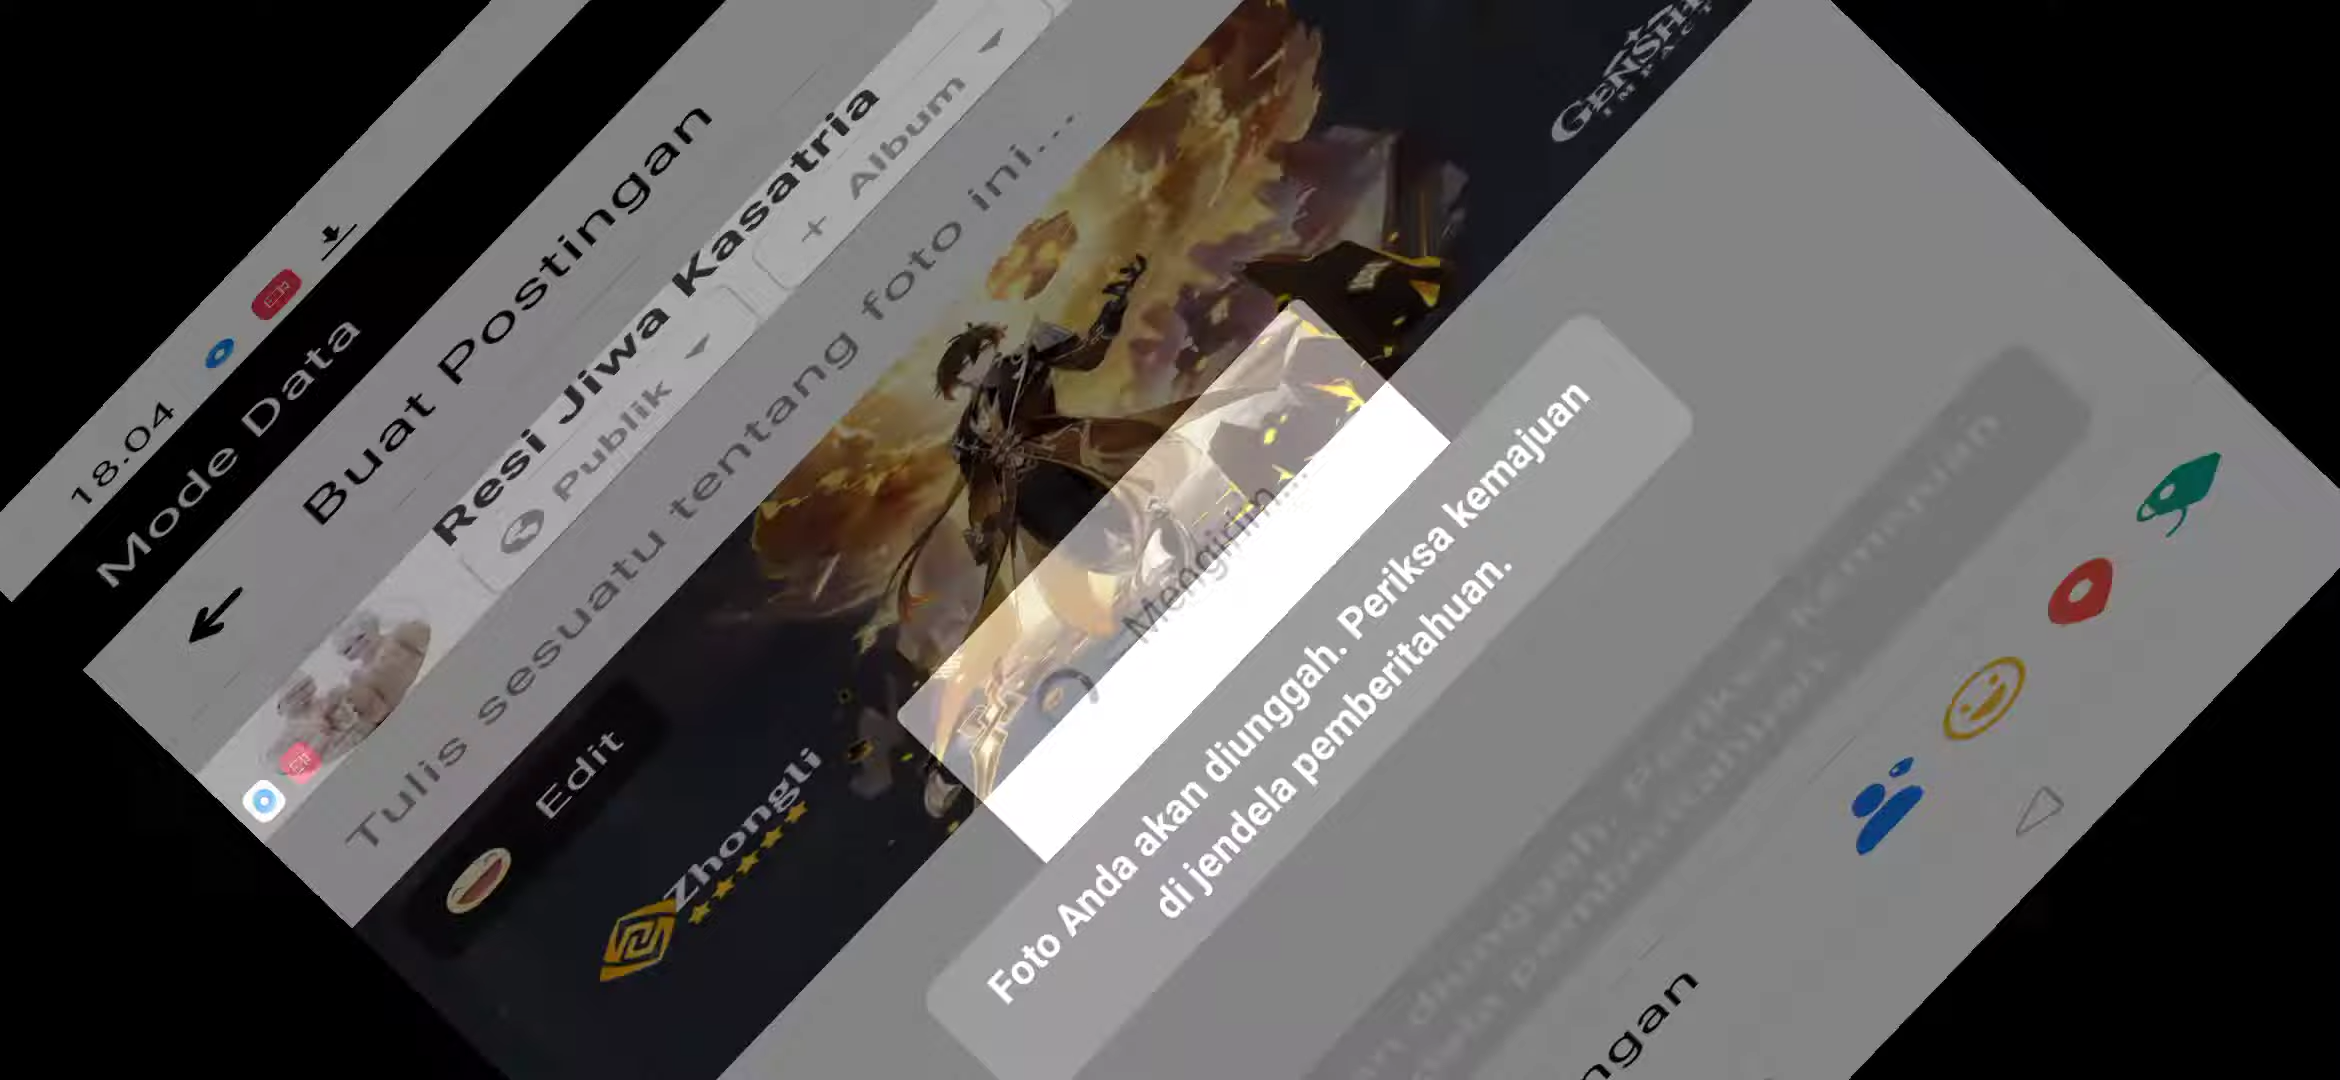 18.04
Mode Data
Buat Postingan
Resi Jiwa Kasatria
Publik
+ Album
Tulis sesuatu tentang foto ini...
Edit
GENSHIN
IMPACT
Zhongli
Mengirim...
Foto Anda akan diunggah. Periksa kemajuan
di jendela pemberitahuan.